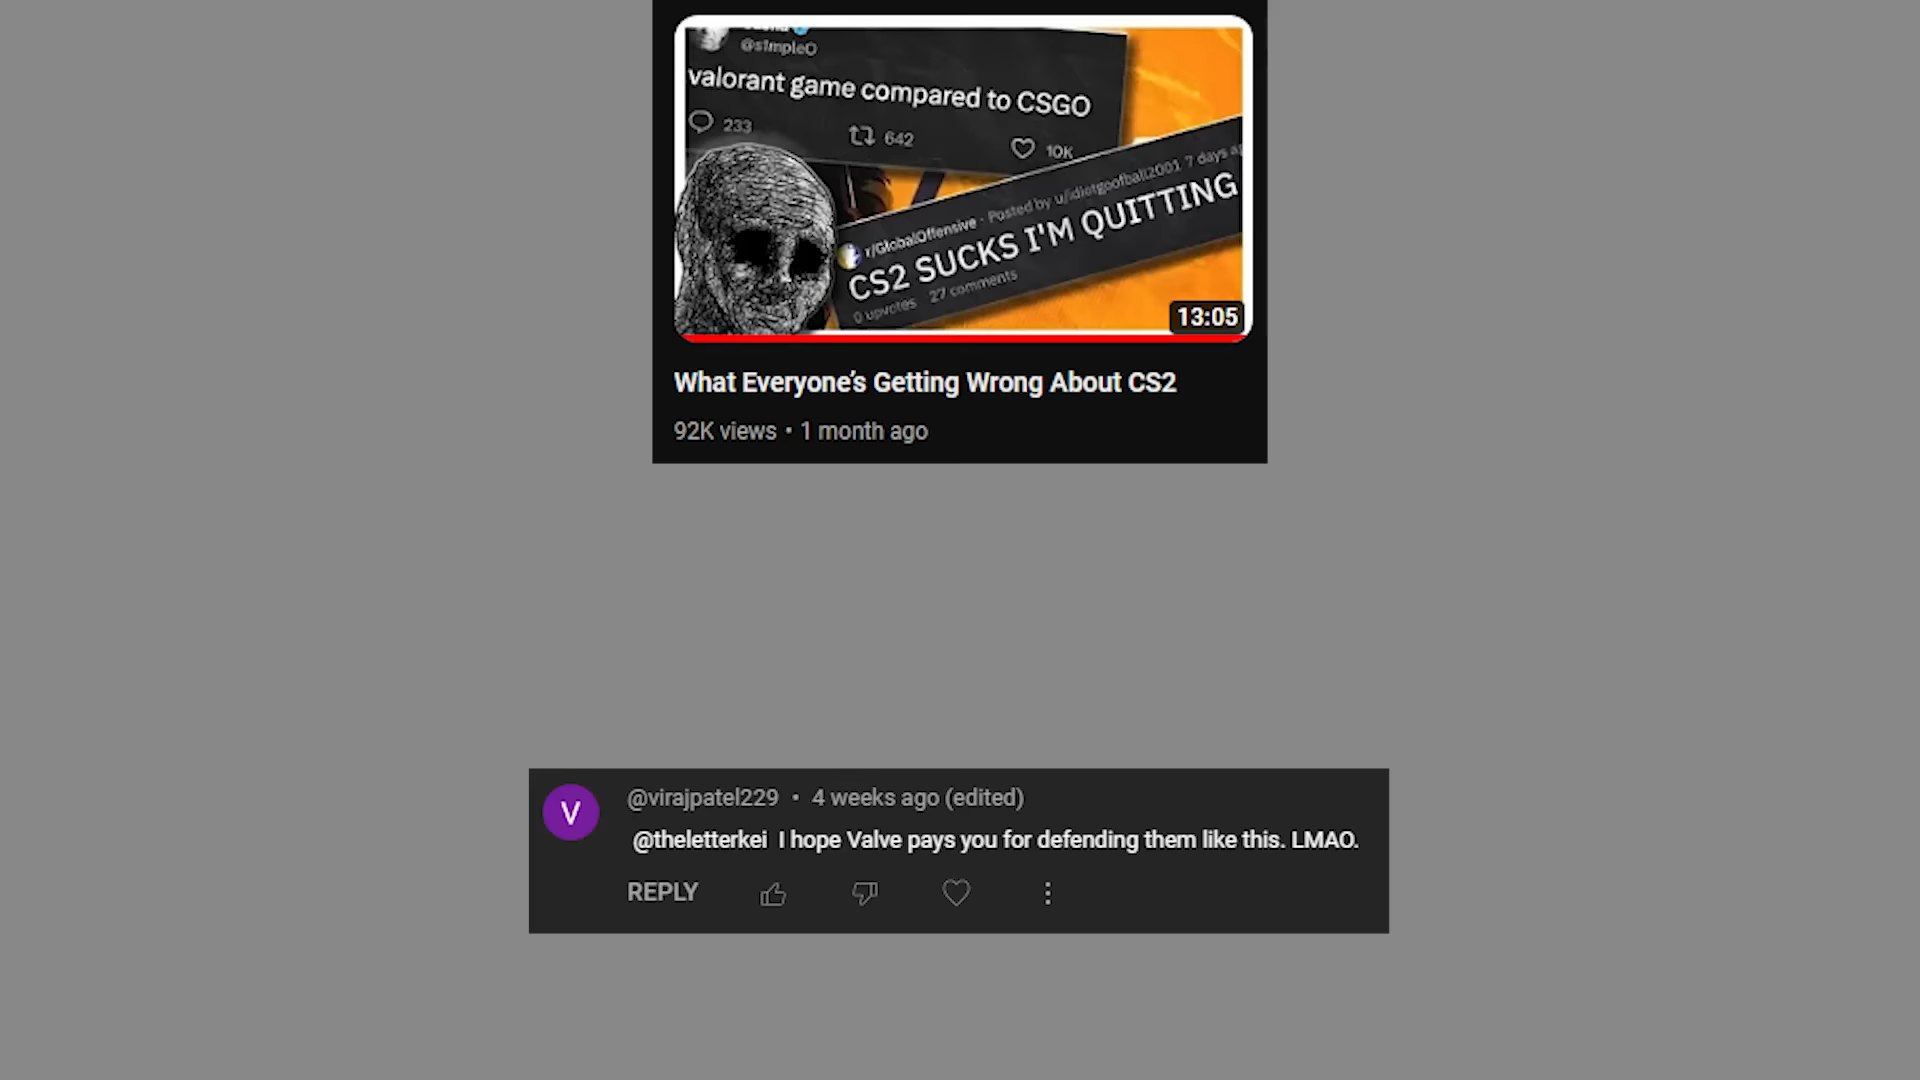 @s1mpleO
valorant game compared to CSGO
233 642 10K
r/GlobalOffensive · Posted by u/idiotgoofball2001 7 days
CS2 SUCKS I'M QUITTING
0 upvotes 27 comments
13:05
What Everyone's Getting Wrong About CS2
92K views • 1 month ago
V
@virajpatel229 • 4 weeks ago (edited)
@theletterkei I hope Valve pays you for defending them like this. LMAO.
REPLY